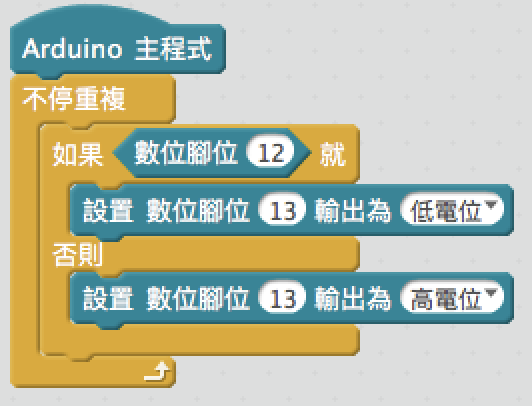 Arduino 主程式
不停重複
如果 數位腳位 12 就
設置 數位腳位 13 輸出為 低電位
否則
設置 數位腳位 13 輸出為 高電位